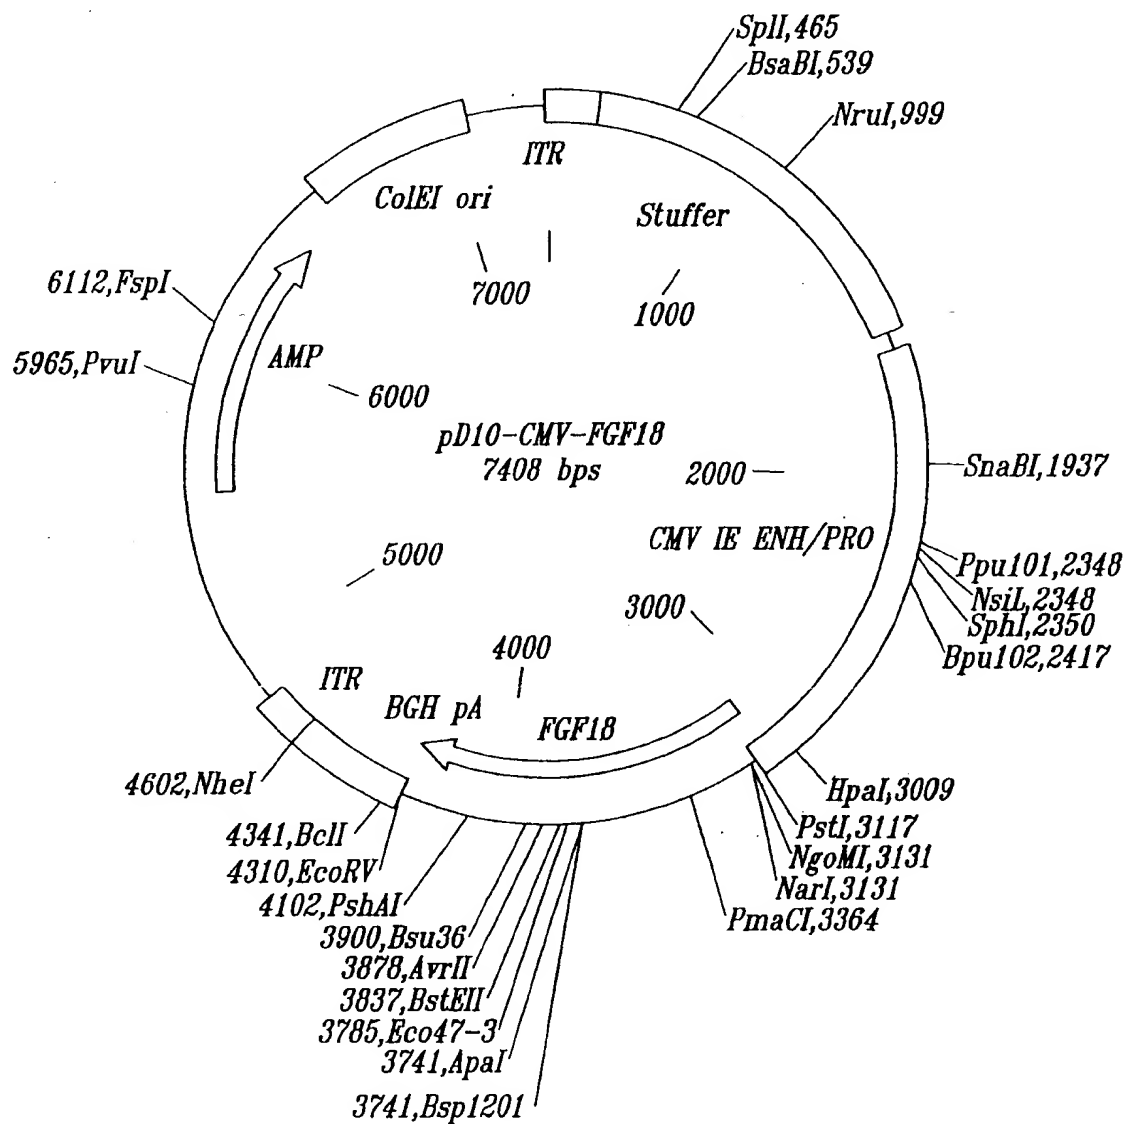 SplI,465
BsaBI,539
NruI,999
ITR
ColEI ori
Stuffer
7000
1000
6112,FspI
5965,PvuI
AMP
6000
pD10-CMV-FGF18
7408 bps
2000
SnaBI,1937
CMV IE ENH/PRO
5000
Ppu101,2348
NsiL,2348
SphI,2350
Bpu102,2417
3000
4000
ITR
BGH pA
FGF18
4602,NheI
HpaI,3009
PstI,3117
NgoMI,3131
NarI,3131
PmaCI,3364
4341,BclI
4310,EcoRV
4102,PshAI
3900,Bsu36
3878,AvrII
3837,BstEII
3785,Eco47-3
3741,ApaI
3741,Bsp1201